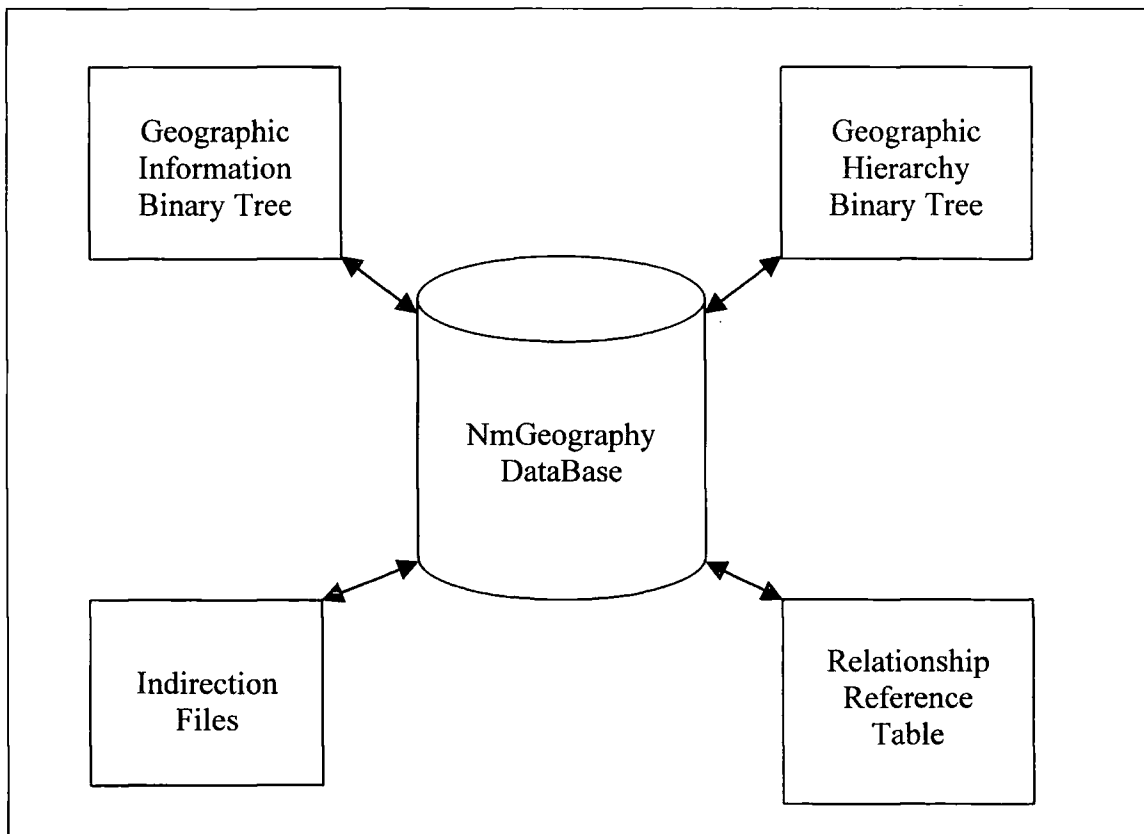 Geographic
Information
Binary Tree
Geographic
Hierarchy
Binary Tree
NmGeography
DataBase
Indirection
Files
Relationship
Reference
Table